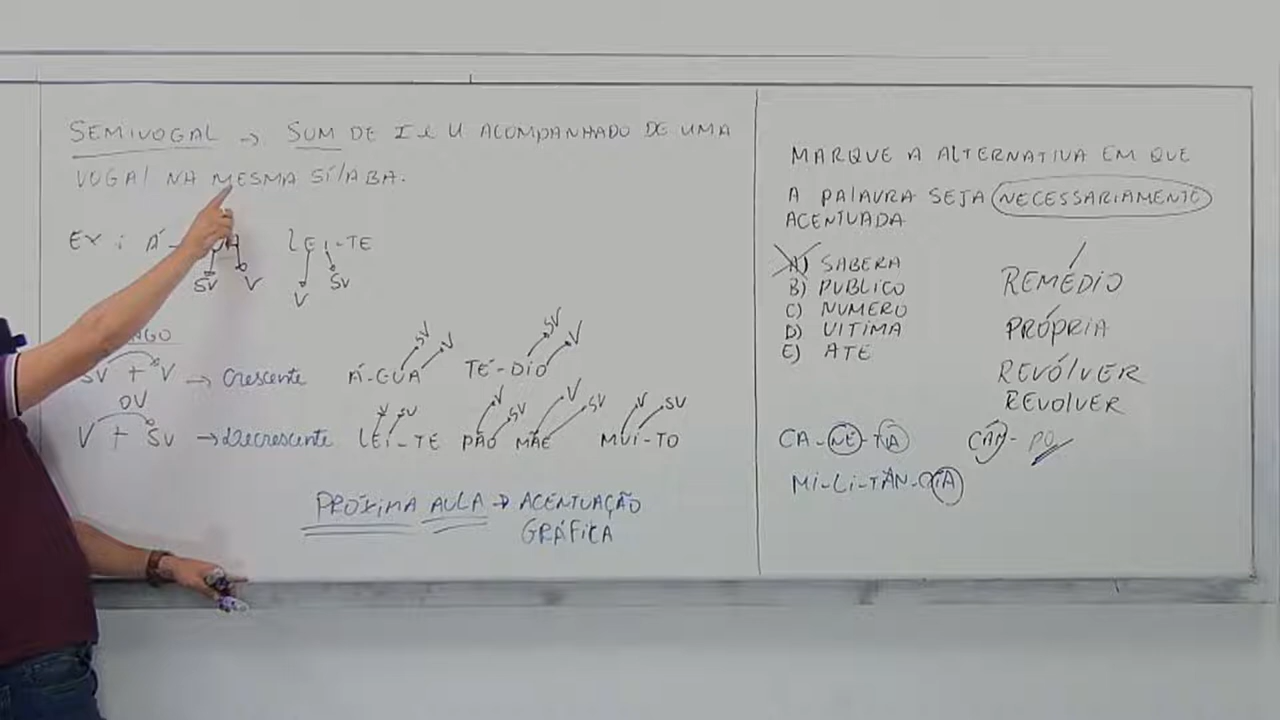 SEMIVOGAL → SOM DE I e U ACOMPANHADO DE UMA
VOGAL NA MESMA SÍLABA.
EX: Á- UA LEI-TE
SV V V SV
NGO
SV + V → Crescente Á-GUA TÉ-DIO
SV V SV V
OU
V + SV → decrescente LEI-TE PÃO MÃE MUI-TO
V SV V SV V SV V SV
PRÓXIMA AULA → ACENTUAÇÃO
GRÁFICA
MARQUE A ALTERNATIVA EM QUE
A PALAVRA SEJA NECESSARIAMENTE
ACENTUADA
A) SABERA
B) PUBLICO
C) NUMERO
D) ULTIMA
E) ATE
REMÉDIO
PRÓPRIA
REVÓLVER
REVOLVER
CA-NE-TA CÂM- PO
MI-LI-TÂN-CIA